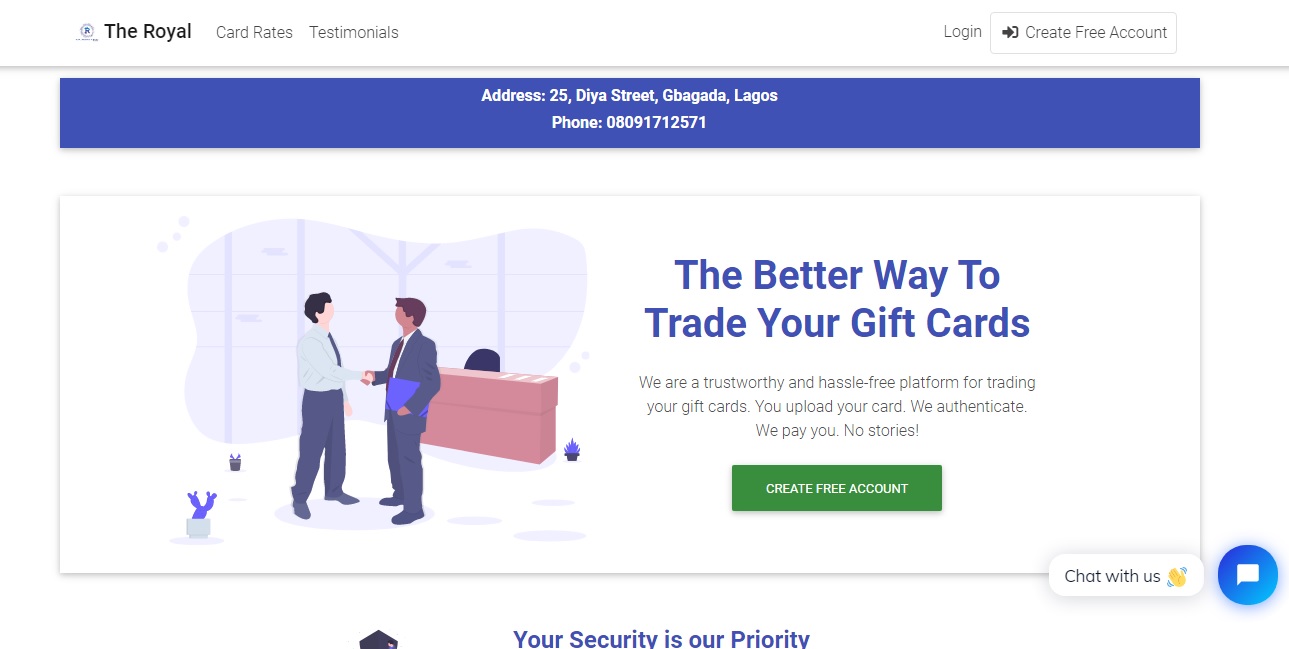 The Royal
Card Rates
Testimonials
Login
Create Free Account
Address: 25, Diya Street, Gbagada, Lagos
Phone: 08091712571
The Better Way To
Trade Your Gift Cards
We are a trustworthy and hassle-free platform for trading
your gift cards. You upload your card. We authenticate.
We pay you. No stories!
CREATE FREE ACCOUNT
Chat with us 👋
Your Security is our Priority